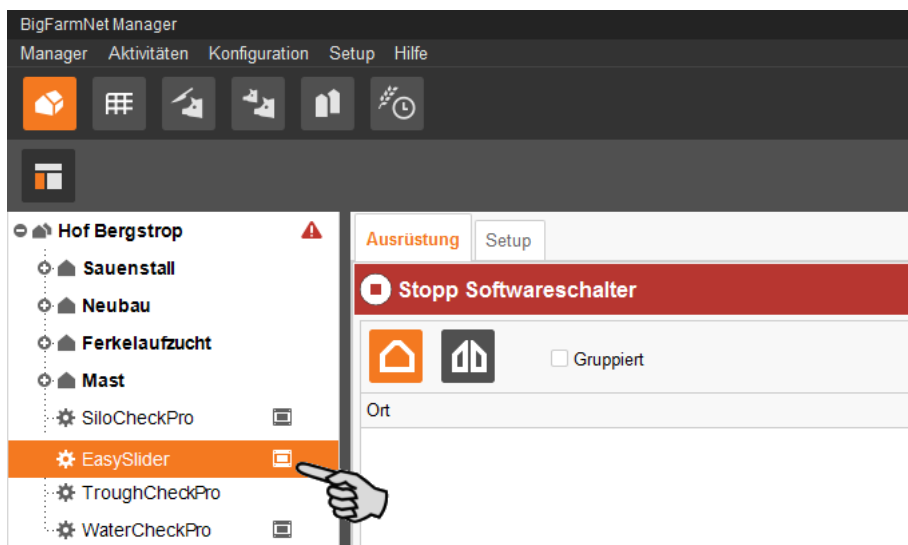 BigFarmNet Manager
Manager Aktivitäten Konfiguration Setup Hilfe
Hof Bergstrop
Sauenstall
Neubau
Ferkelaufzucht
Mast
SiloCheckPro
EasySlider
TroughCheckPro
WaterCheckPro
Ausrüstung Setup
Stopp Softwareschalter
Gruppiert
Ort